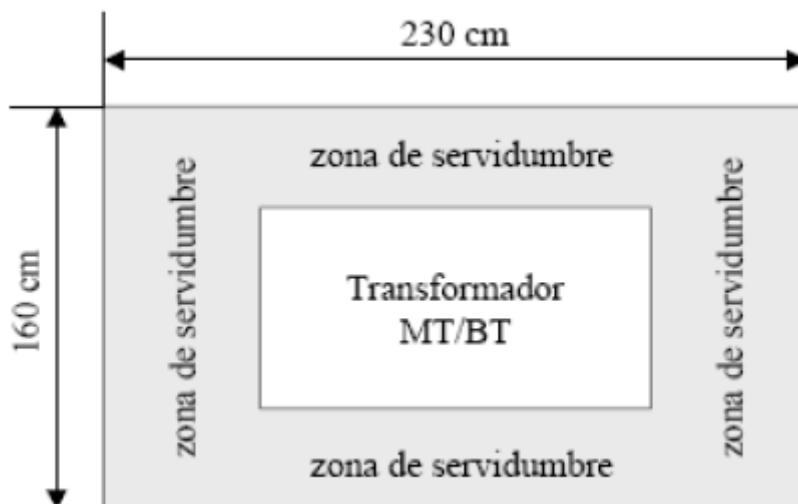 230 cm
zona de servidumbre
160 cm
zona de servidumbre
Transformador
MT/BT
zona de servidumbre
zona de servidumbre